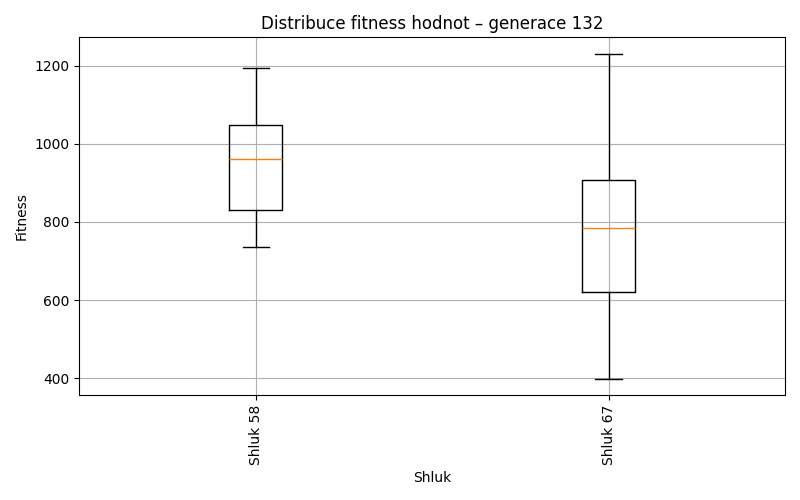 Distribuce fitness hodnot – generace 132
Fitness
1200
1000
800
600
400
Shluk 58
Shluk 67
Shluk